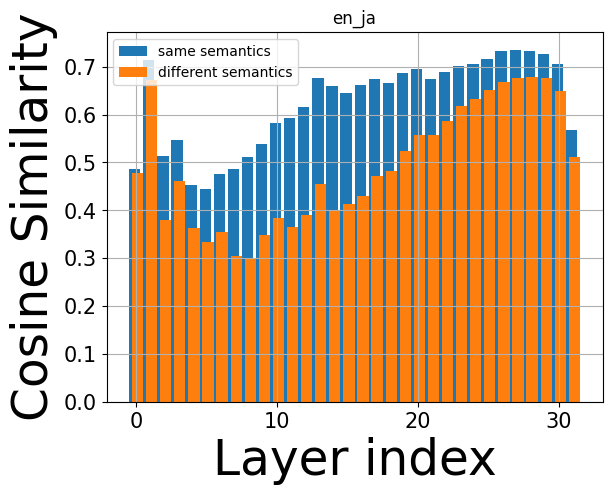 en_ja
same semantics
different semantics
Cosine Similarity
0.7
0.6
0.5
0.4
0.3
0.2
0.1
0.0
0 10 20 30
Layer index